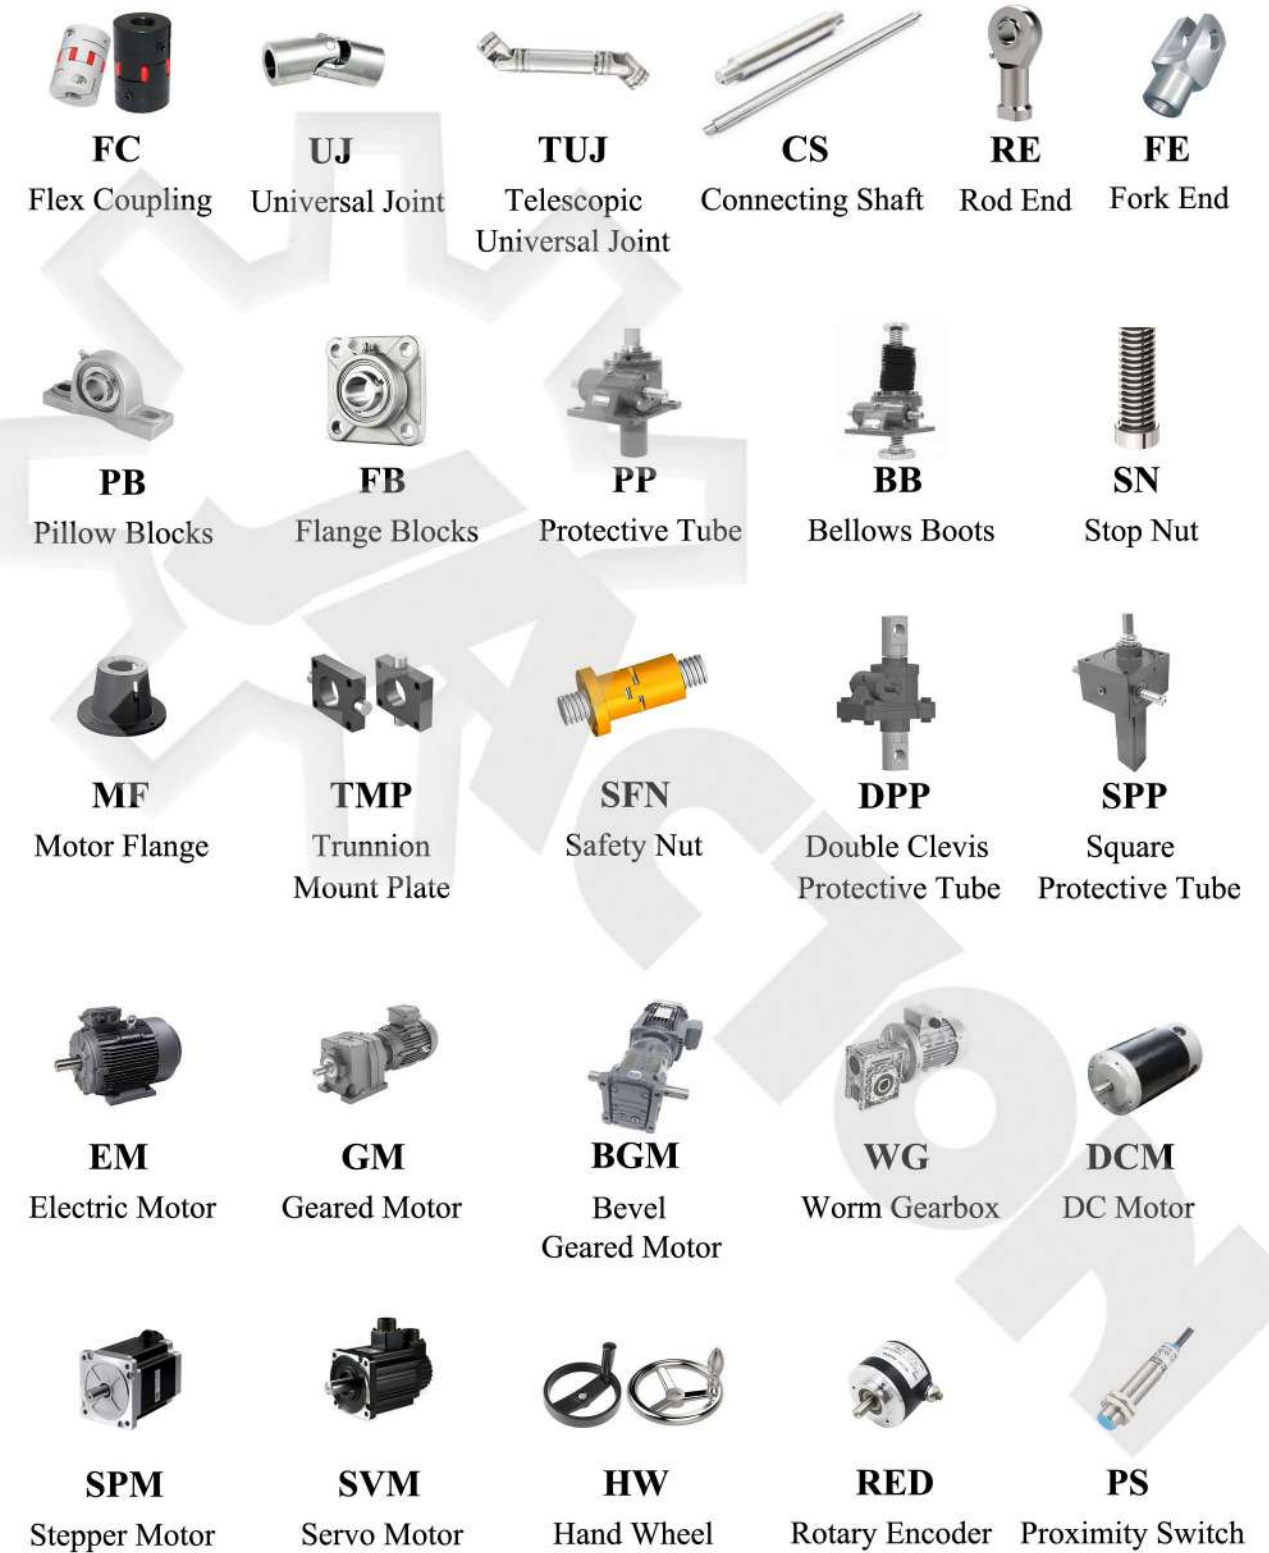 FC
Flex Coupling
UJ
Universal Joint
TUJ
Telescopic
Universal Joint
CS
Connecting Shaft
RE
Rod End
FE
Fork End
PB
Pillow Blocks
FB
Flange Blocks
PP
Protective Tube
BB
Bellows Boots
SN
Stop Nut
MF
Motor Flange
TMP
Trunnion
Mount Plate
SFN
Safety Nut
DPP
Double Clevis
Protective Tube
SPP
Square
Protective Tube
EM
Electric Motor
GM
Geared Motor
BGM
Bevel
Geared Motor
WG
Worm Gearbox
DCM
DC Motor
SPM
Stepper Motor
SVM
Servo Motor
HW
Hand Wheel
RED
Rotary Encoder
PS
Proximity Switch
JACTON